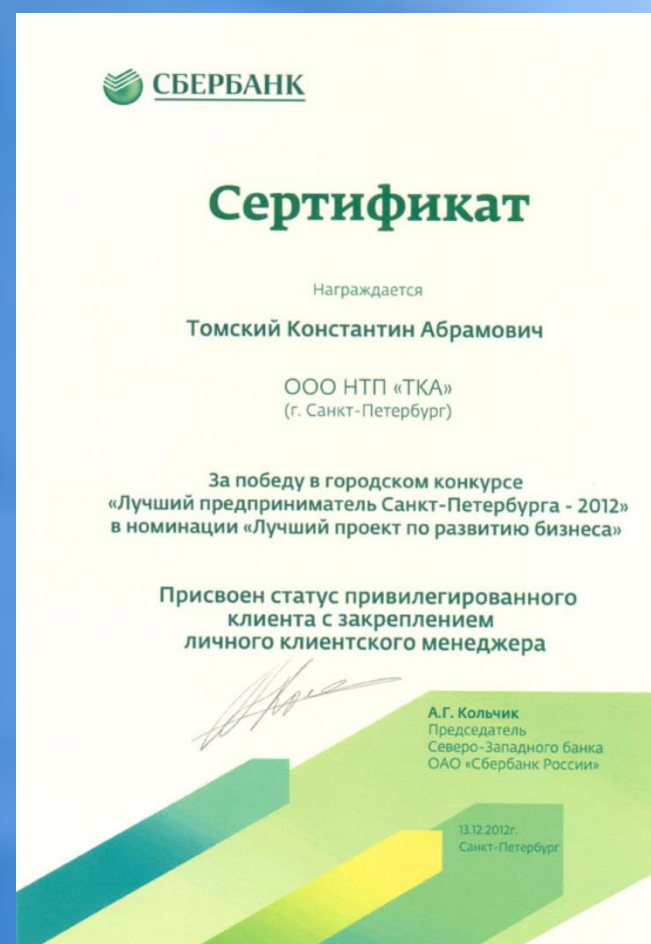 СБЕРБАНК
Сертификат
Награждается
Томский Константин Абрамович
ООО НТП «ТКА»
(г. Санкт-Петербург)
За победу в городском конкурсе
«Лучший предприниматель Санкт-Петербурга - 2012»
в номинации «Лучший проект по развитию бизнеса»
Присвоен статус привилегированного
клиента с закреплением
личного клиентского менеджера
А.Г. Кольчик
Председатель
Северо-Западного банка
ОАО «Сбербанк России»
13.12.2012г.
Санкт-Петербург